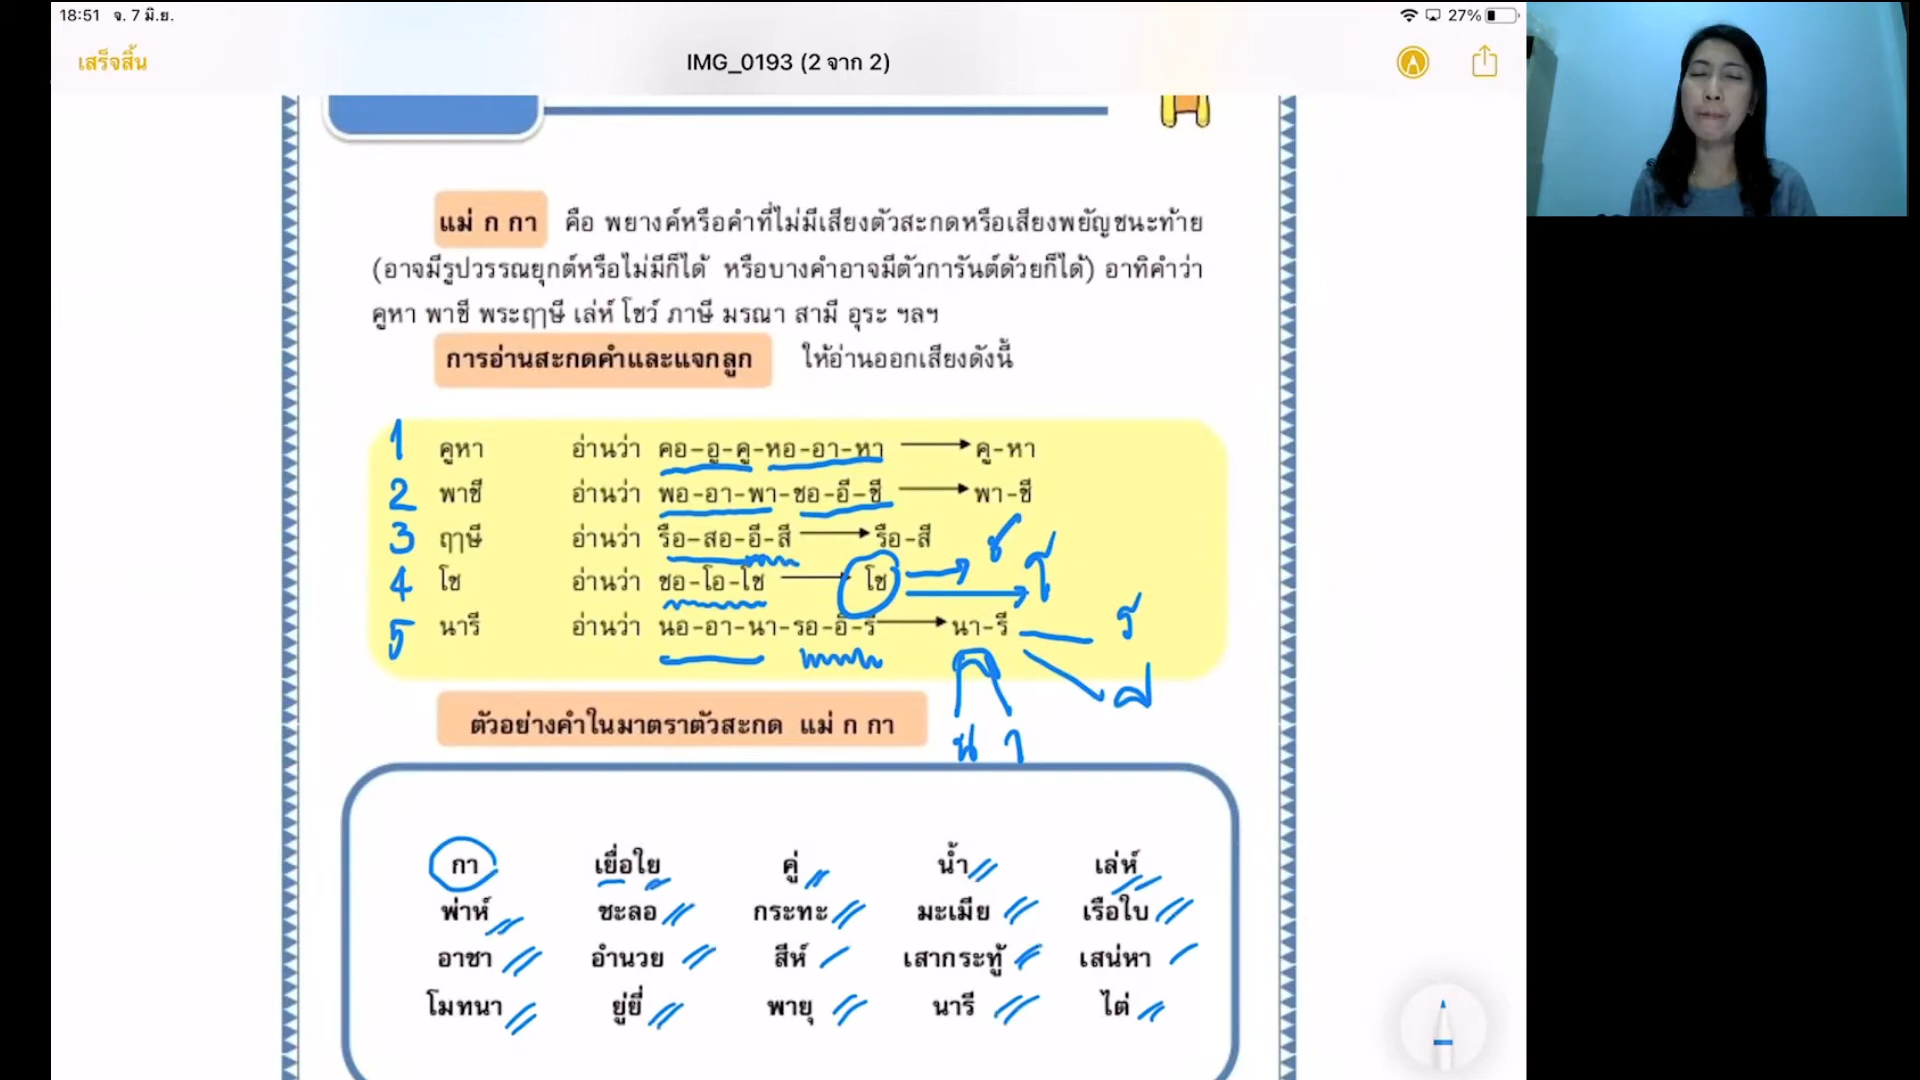 18:51 จ. 7 มิ.ย. 27%
เสร็จสิ้น IMG_0193 (2 จาก 2)
แม่ ก กา คือ พยางค์หรือคำที่ไม่มีเสียงตัวสะกดหรือเสียงพยัญชนะท้าย
(อาจมีรูปวรรณยุกต์หรือไม่มีก็ได้ หรือบางคำอาจมีตัวการันต์ด้วยก็ได้) อาทิคำว่า
คูหา พาชี พระฤๅษี เล่ห์ โชว์ ภาษี มรณา สามี อุระ ฯลฯ
การอ่านสะกดคำและแจกลูก ให้อ่านออกเสียงดังนี้
1 คูหา อ่านว่า คอ-อู-คู-หอ-อา-หา คู-หา
2 พาชี อ่านว่า พอ-อา-พา-ชอ-อี-ชี พา-ชี
3 ฤๅษี อ่านว่า รือ-สอ-อี-สี รือ-สี
4 โช อ่านว่า ชอ-โอ-โช โช ช โ
5 นารี อ่านว่า นอ-อา-นา-รอ-อี-รี นา-รี ร
ตัวอย่างคำในมาตราตัวสะกด แม่ ก กา น า
กา เยื่อใย คู่ น้ำ เล่ห์
พ่าห์ ชะลอ กระทะ มะเมีย เรือใบ
อาชา อำนวย สีห์ เสากระทู้ เสน่หา
โมทนา ยู่ยี่ พายุ นารี ไต่